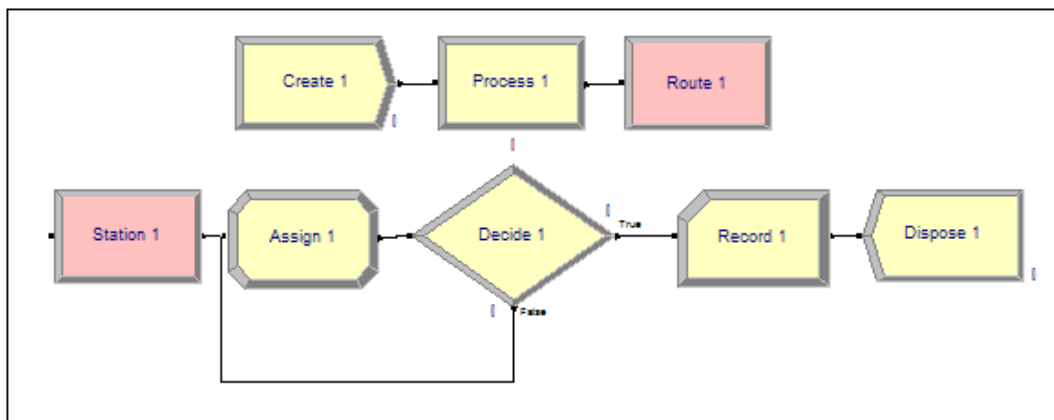 Create 1
Process 1
Route 1
Station 1
Assign 1
Decide 1
True
False
Record 1
Dispose 1